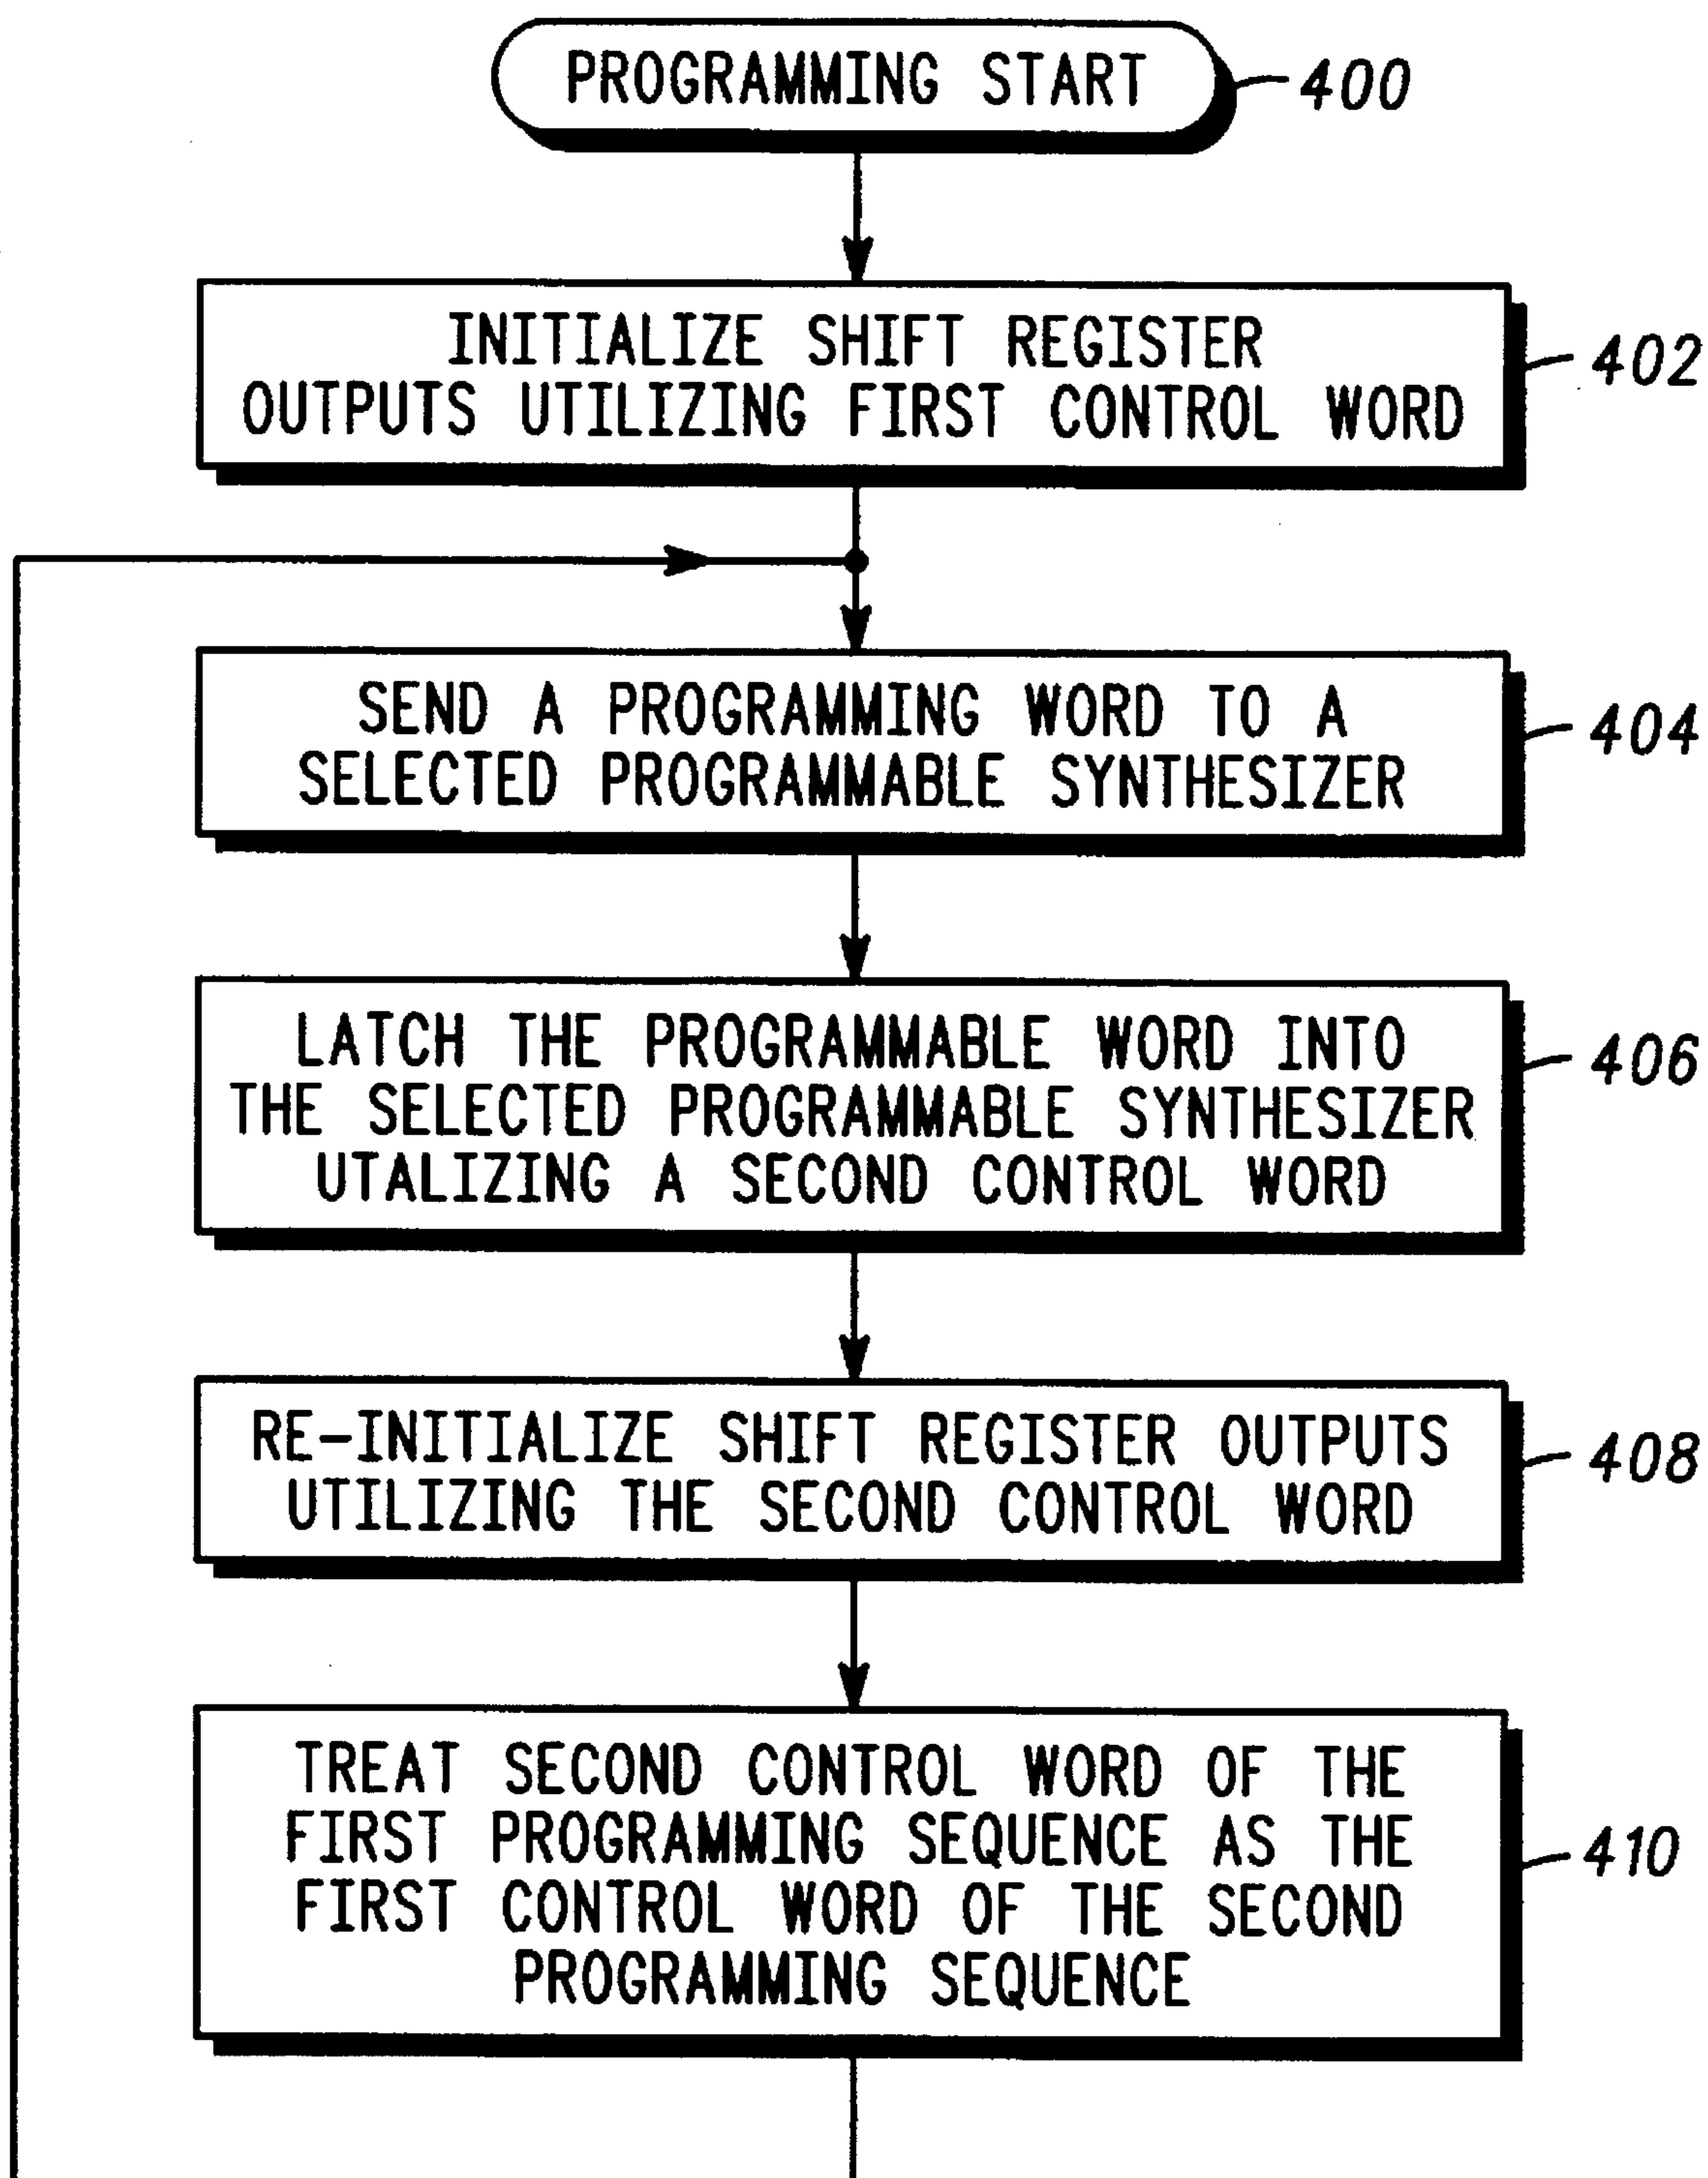 PROGRAMMING START
400
INITIALIZE SHIFT REGISTER
OUTPUTS UTILIZING FIRST CONTROL WORD
402
SEND A PROGRAMMING WORD TO A
SELECTED PROGRAMMABLE SYNTHESIZER
404
LATCH THE PROGRAMMABLE WORD INTO
THE SELECTED PROGRAMMABLE SYNTHESIZER
UTALIZING A SECOND CONTROL WORD
406
RE-INITIALIZE SHIFT REGISTER OUTPUTS
UTILIZING THE SECOND CONTROL WORD
408
TREAT SECOND CONTROL WORD OF THE
FIRST PROGRAMMING SEQUENCE AS THE
FIRST CONTROL WORD OF THE SECOND
PROGRAMMING SEQUENCE
410